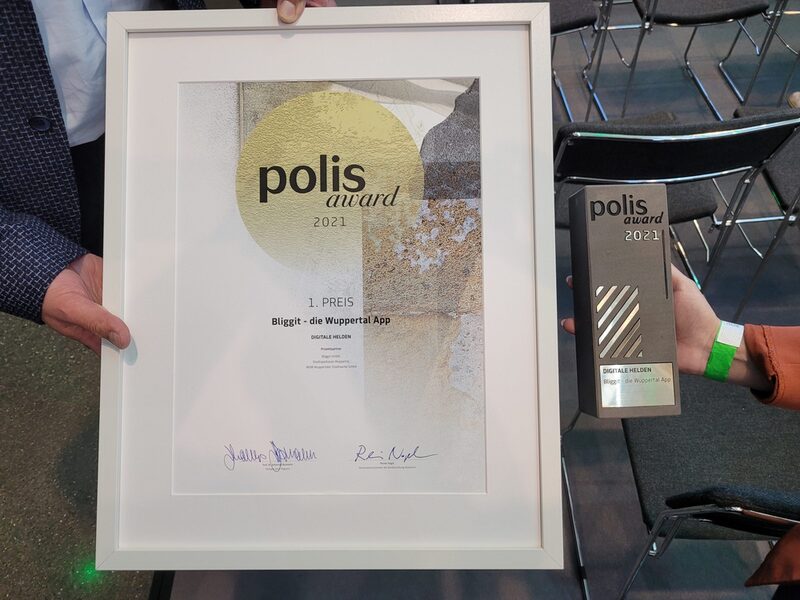 polis
award
2021
1. PREIS
Bliggit - die Wuppertal App
DIGITALE HELDEN
Projektpartner
polis
award
2021
DIGITALE HELDEN
Bliggit - die Wuppertal App